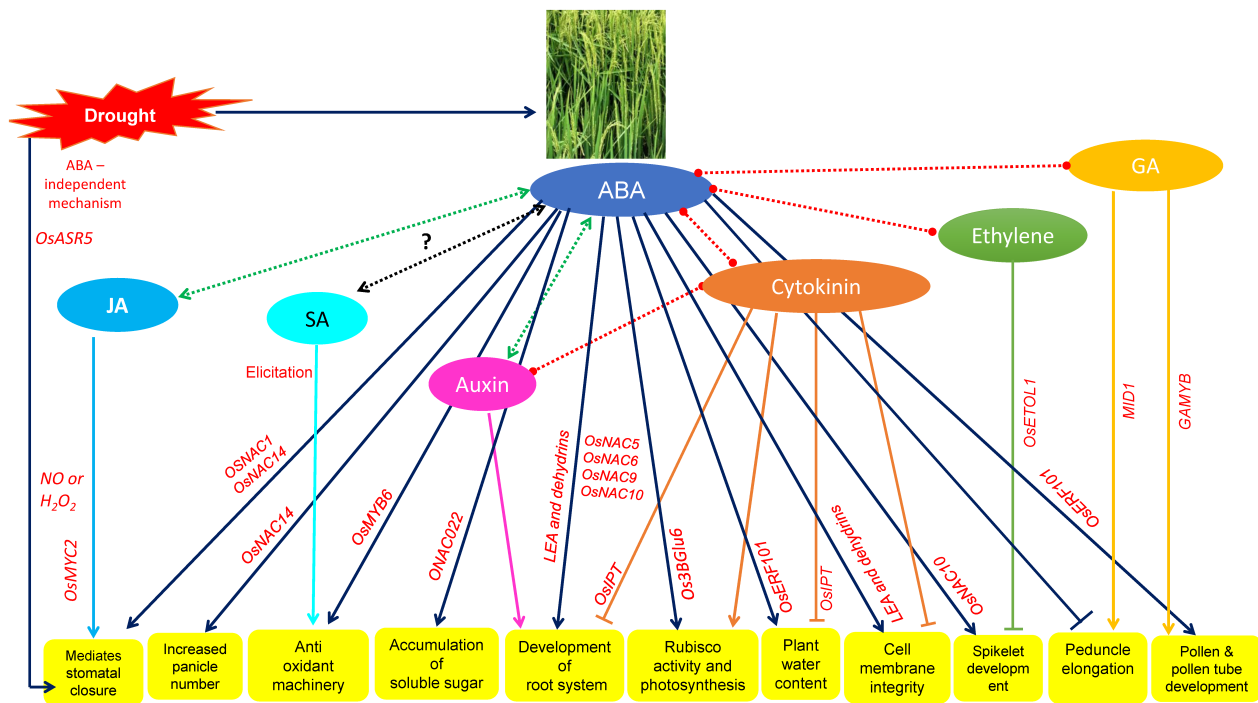 Drought
ABA –
independent
mechanism
OsASR5
ABA
GA
Ethylene
?
JA
SA
Cytokinin
Elicitation
Auxin
NO or
H₂O₂
OsMYC2
OSNAC1
OsNAC14
OsNAC14
OsMYB6
ONAC022
LEA and dehydrins
OsNAC5
OsNAC6
OsNAC9
OsNAC10
OsIPT
Os3BGlu6
OsERF101
OsIPT
LEA and dehydrins
OsNAC10
OsETOL1
OsERF101
MID1
GAMYB
Mediates
stomatal
closure
Increased
panicle
number
Anti
oxidant
machinery
Accumulation
of
soluble sugar
Development
of
root system
Rubisco
activity and
photosynthesis
Plant
water
content
Cell
membrane
integrity
Spikelet
developm
ent
Peduncle
elongation
Pollen &
pollen tube
development